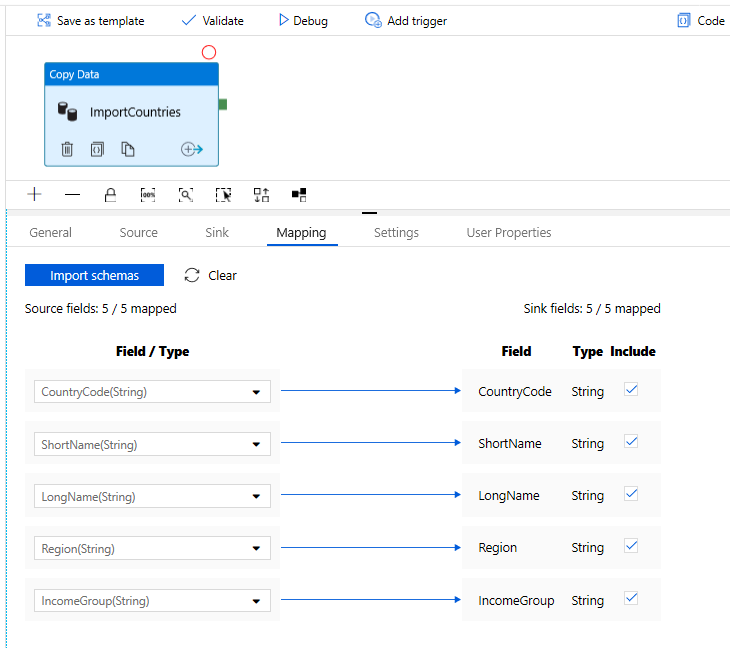 Save as template Validate Debug Add trigger Code
Copy Data
ImportCountries
100%
General Source Sink Mapping Settings User Properties
Import schemas Clear
Source fields: 5 / 5 mapped Sink fields: 5 / 5 mapped
Field / Type Field Type Include
CountryCode(String) CountryCode String
ShortName(String) ShortName String
LongName(String) LongName String
Region(String) Region String
IncomeGroup(String) IncomeGroup String